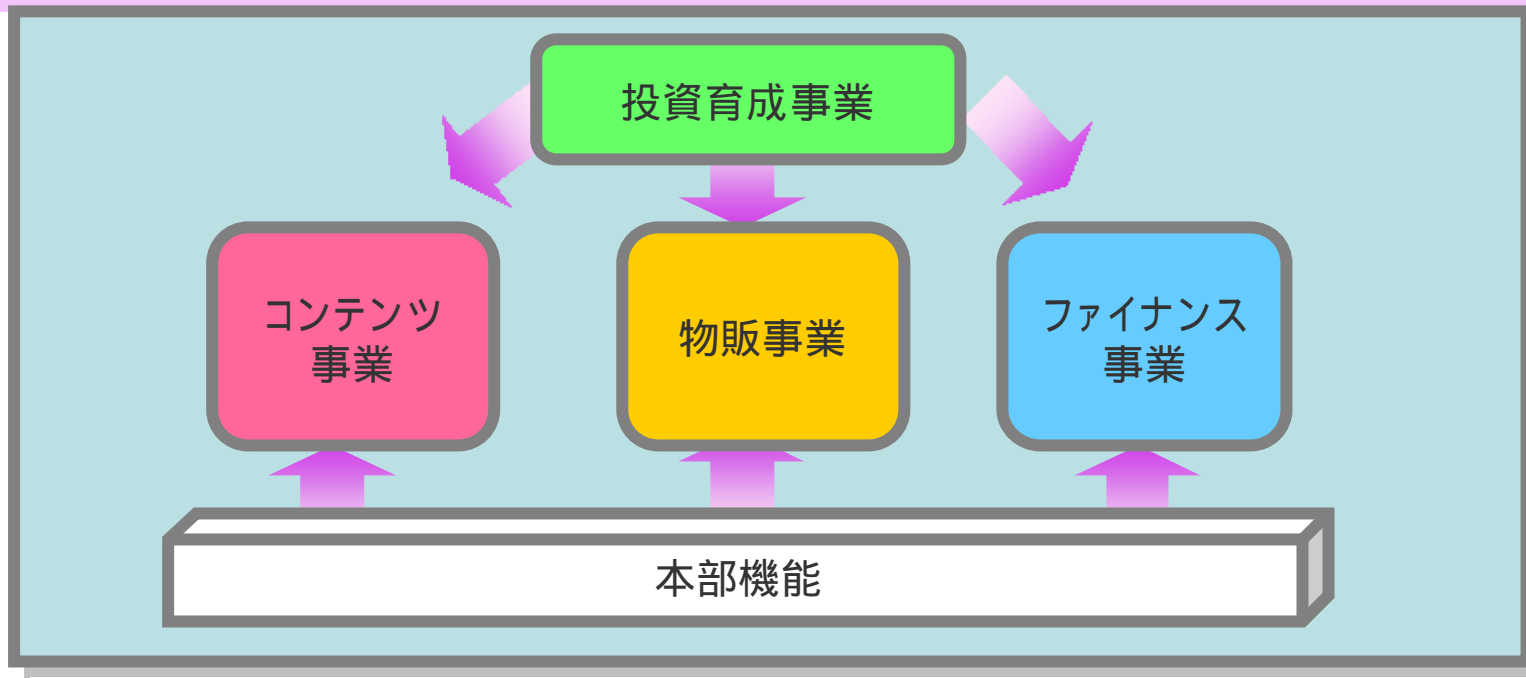 投資育成事業
コンテンツ
事業
物販事業
ファイナンス
事業
本部機能